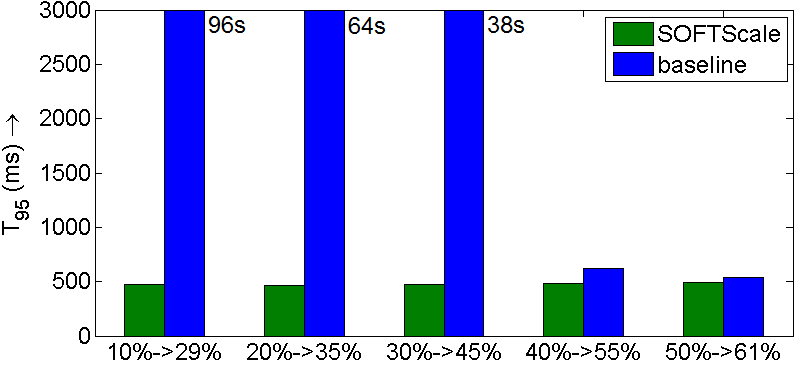 3000
2500
2000
1500
1000
500
0
T95 (ms) →
96s
64s
38s
SOFTScale
baseline
10%->29%
20%->35%
30%->45%
40%->55%
50%->61%